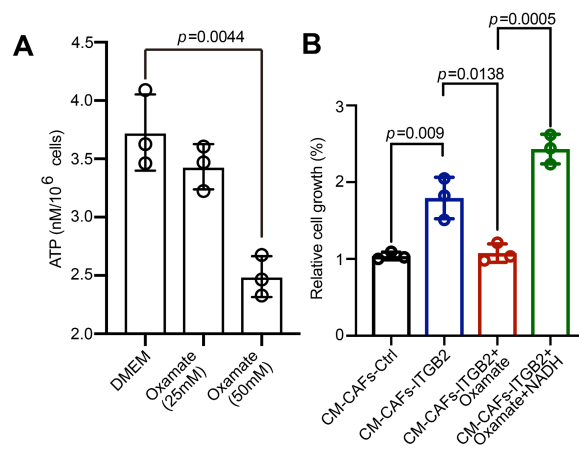 A
p=0.0044
ATP (nM/10⁶ cells)
4.5
4.0
3.5
3.0
2.5
2.0
DMEM
Oxamate
(25mM)
Oxamate
(50mM)
B
p=0.0005
p=0.0138
p=0.009
Relative cell growth (%)
3
2
1
0
CM-CAFs-Ctrl
CM-CAFs-ITGB2
CM-CAFs-ITGB2+
Oxamate
CM-CAFs-ITGB2+
Oxamate+NADH